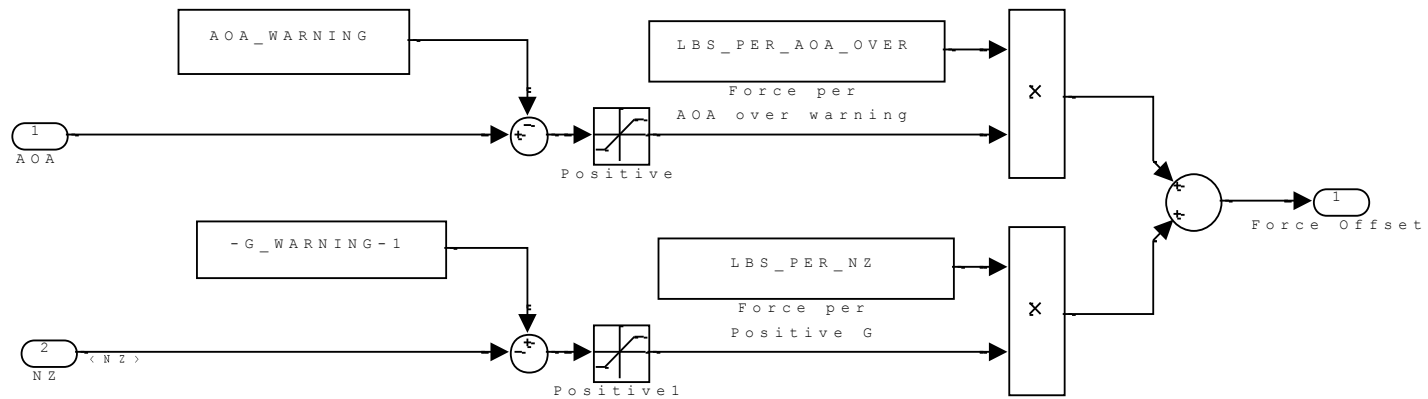 AOA_WARNING
LBS_PER_AOA_OVER
Force per
AOA over warning
×
1
AOA
+
-
Positive
+
+
1
Force Offset
-G_WARNING-1
LBS_PER_NZ
Force per
Positive G
×
2
<NZ>
NZ
+
-
Positive1